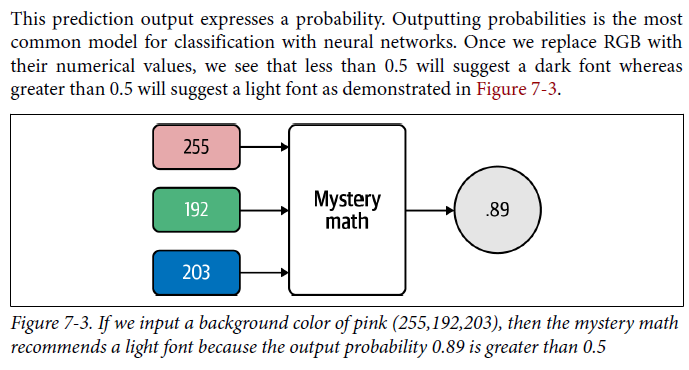 This prediction output expresses a probability. Outputting probabilities is the most
common model for classification with neural networks. Once we replace RGB with
their numerical values, we see that less than 0.5 will suggest a dark font whereas
greater than 0.5 will suggest a light font as demonstrated in Figure 7-3.
255
192
203
Mystery
math
.89
Figure 7-3. If we input a background color of pink (255,192,203), then the mystery math
recommends a light font because the output probability 0.89 is greater than 0.5